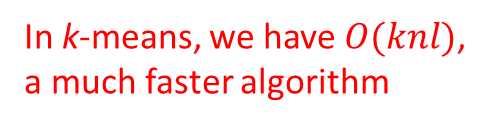 In k-means, we have O(knl),
a much faster algorithm